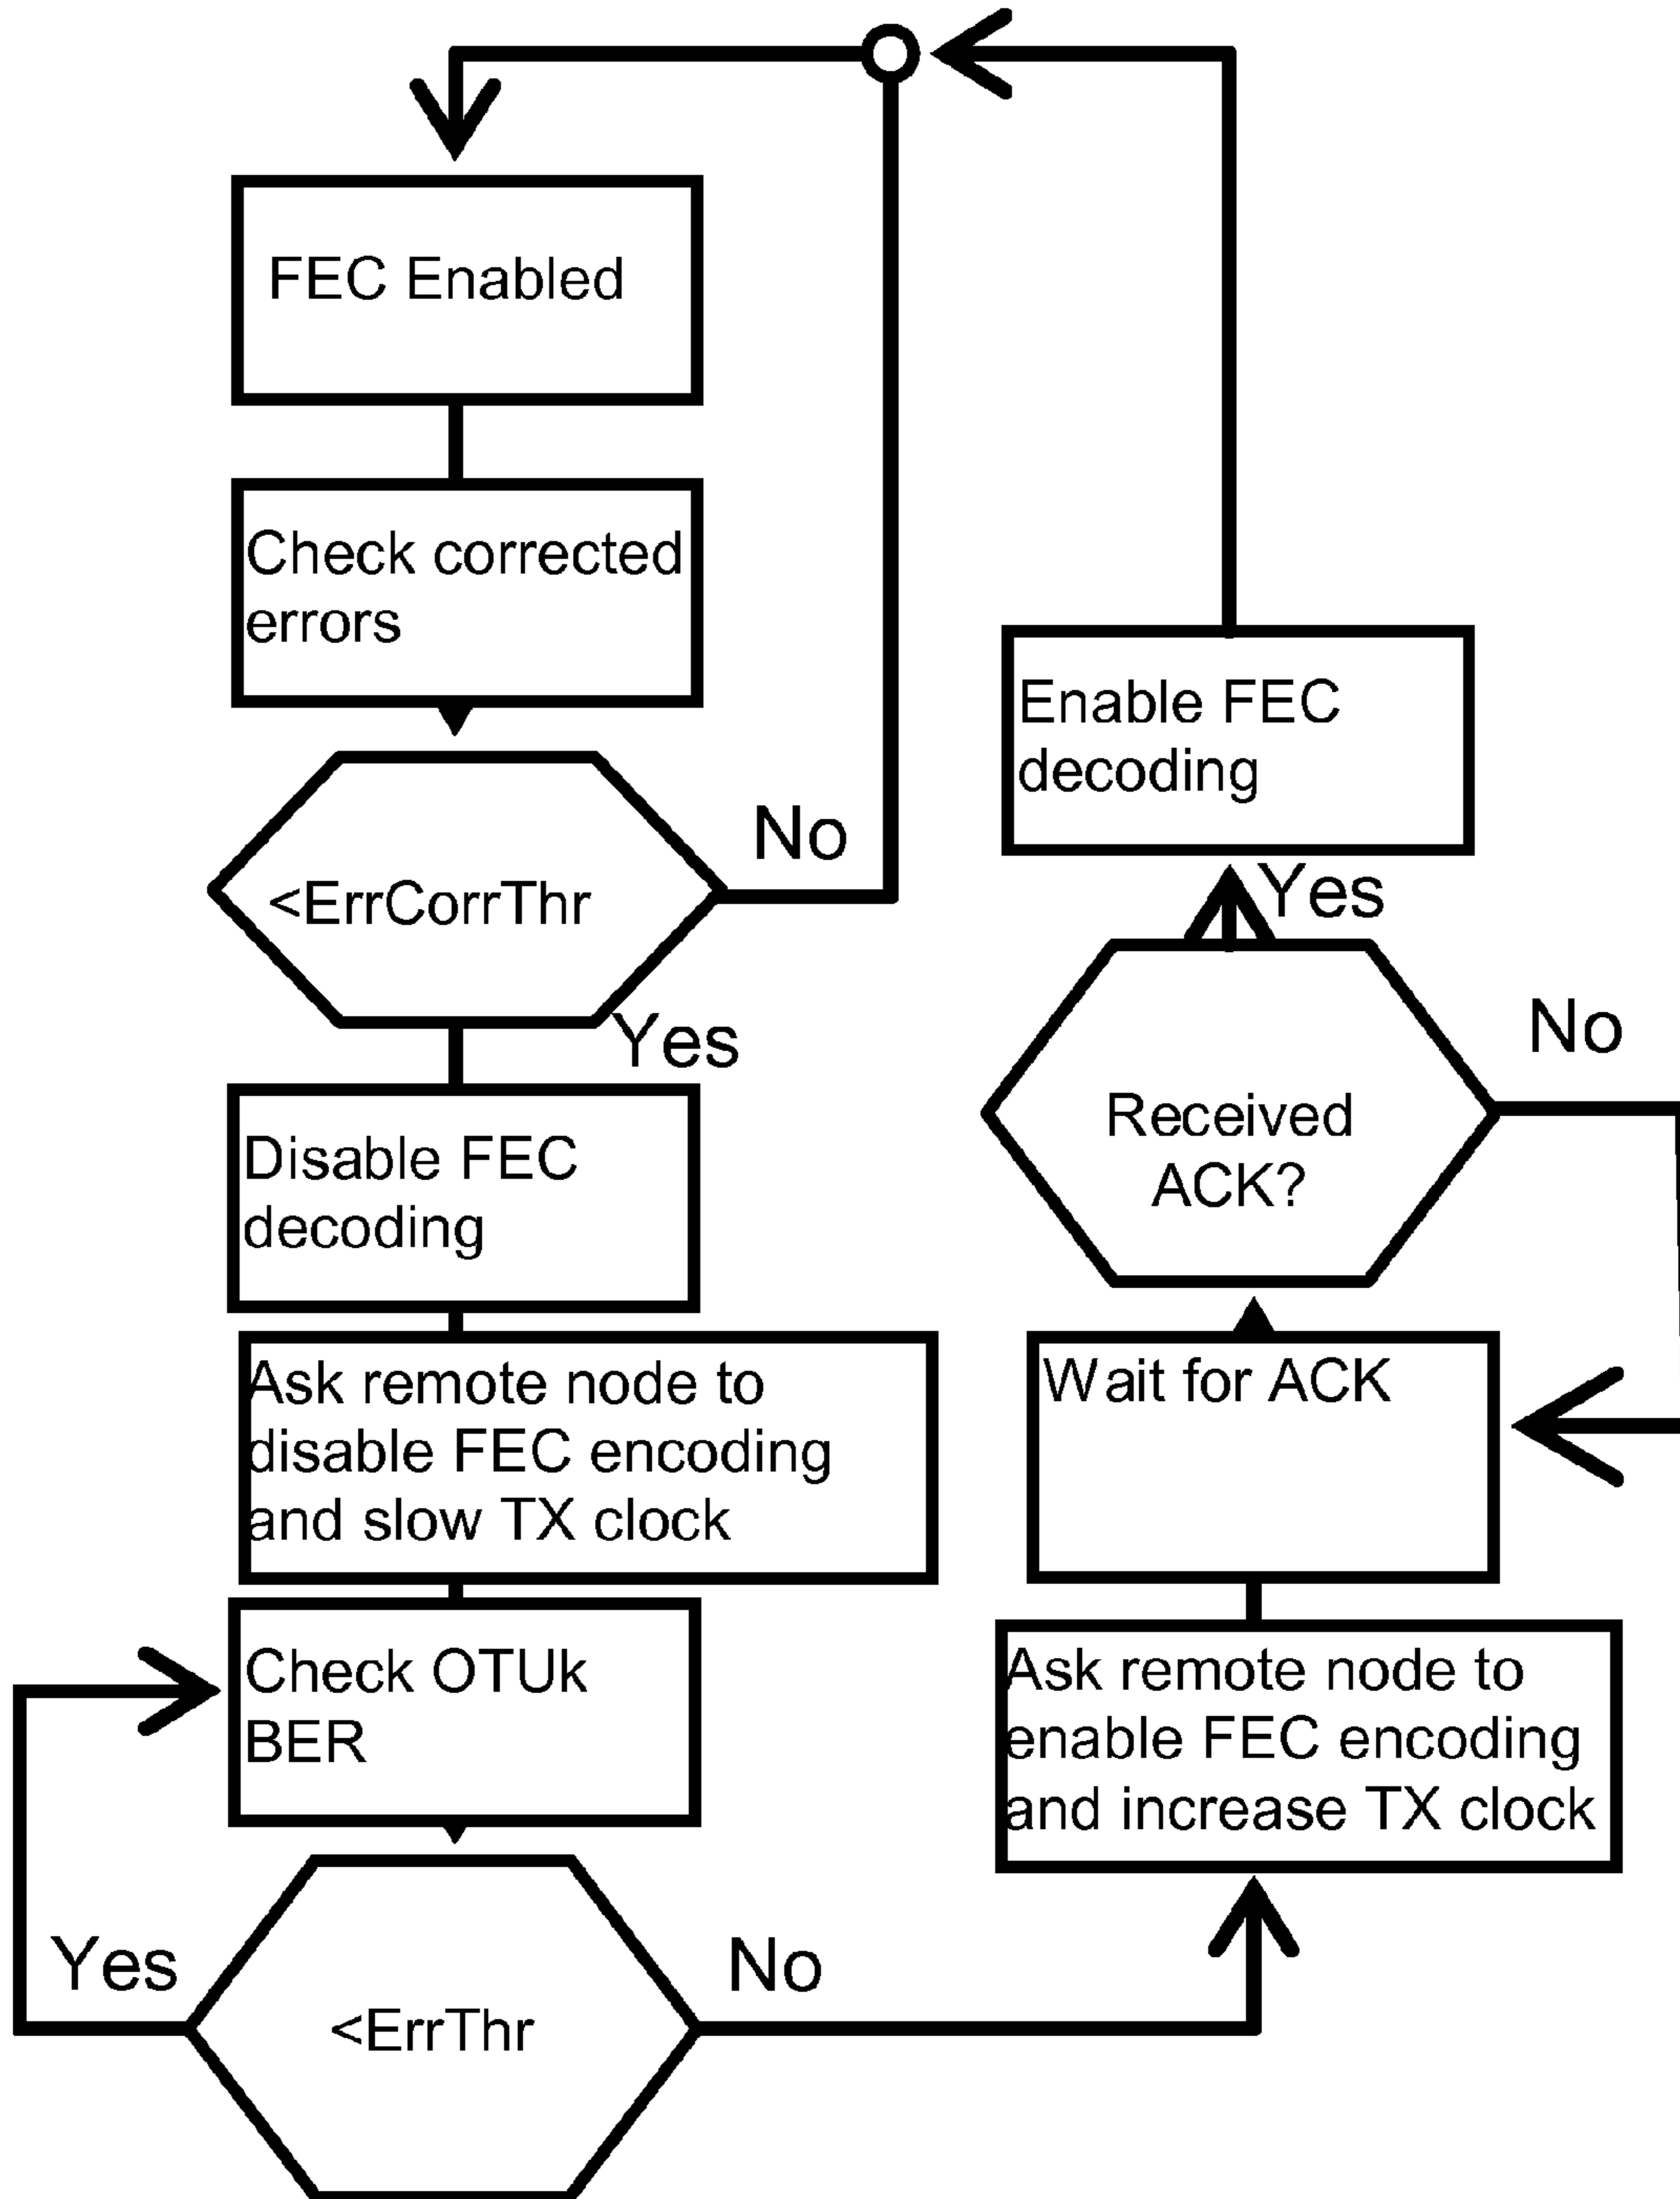 FEC Enabled
Check corrected
errors
<ErrCorrThr
No
Yes
Disable FEC
decoding
Ask remote node to
disable FEC encoding
and slow TX clock
Check OTUk
BER
<ErrThr
Yes
No
Ask remote node to
enable FEC encoding
and increase TX clock
Wait for ACK
Received
ACK?
No
Yes
Enable FEC
decoding